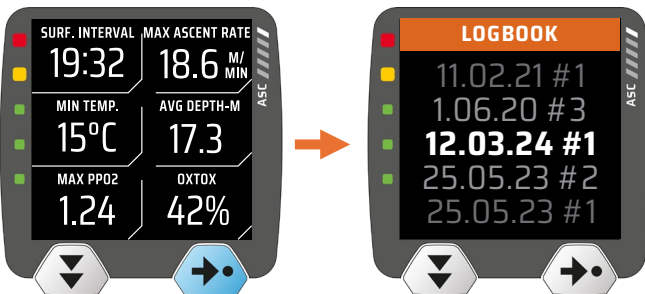 SURF. INTERVAL MAX ASCENT RATE
19:32 18.6 M/MIN
MIN TEMP. AVG DEPTH-M
15°C 17.3
MAX PPO2 OXTOX
1.24 42%
ASC
LOGBOOK
11.02.21 #1
1.06.20 #3
12.03.24 #1
25.05.23 #2
25.05.23 #1
ASC